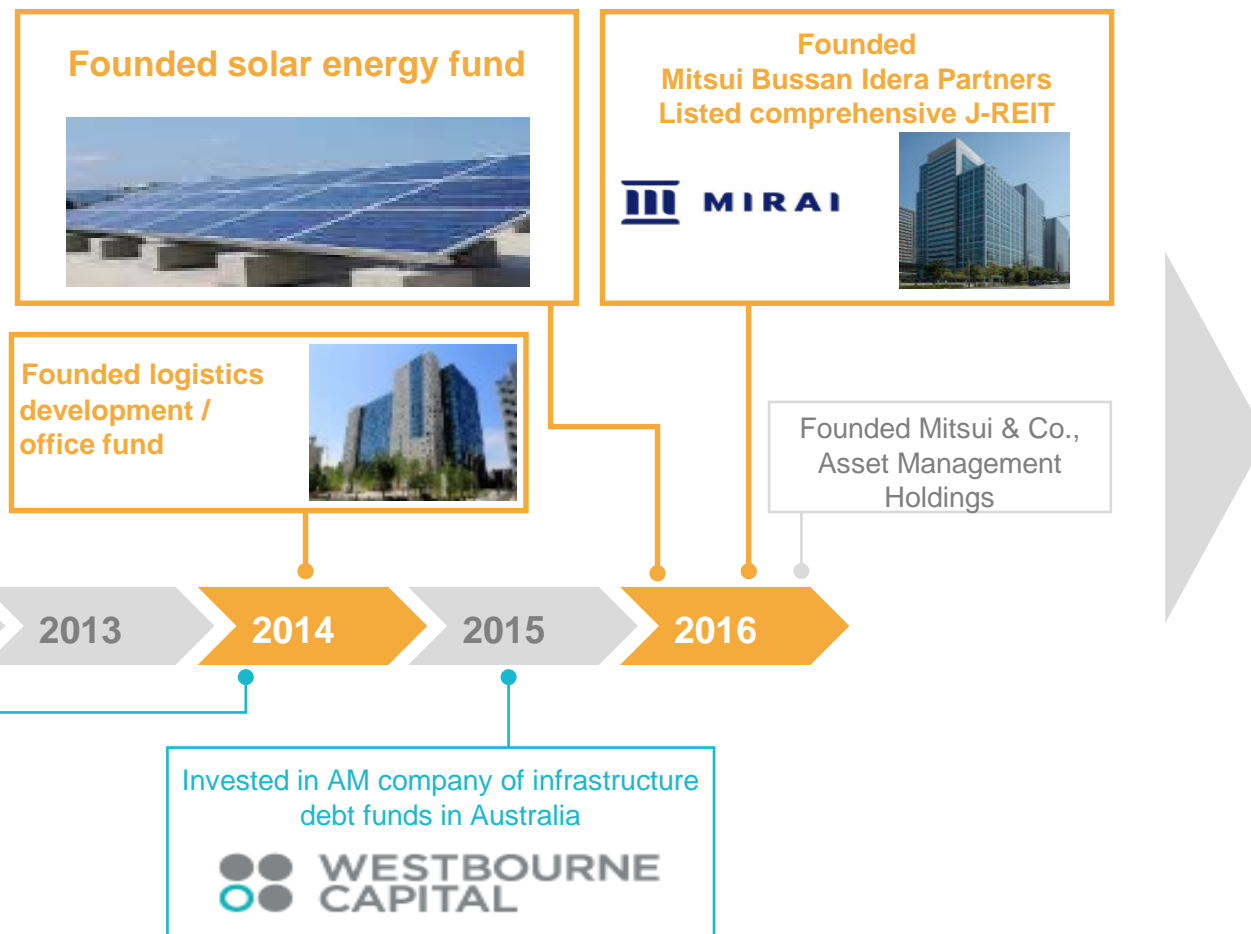 Founded solar energy fund
Founded
Mitsui Bussan Idera Partners
Listed comprehensive J-REIT
MIRAI
Founded logistics
development /
office fund
Founded Mitsui & Co.,
Asset Management
Holdings
2013
2014
2015
2016
Invested in AM company of infrastructure
debt funds in Australia
WESTBOURNE
CAPITAL